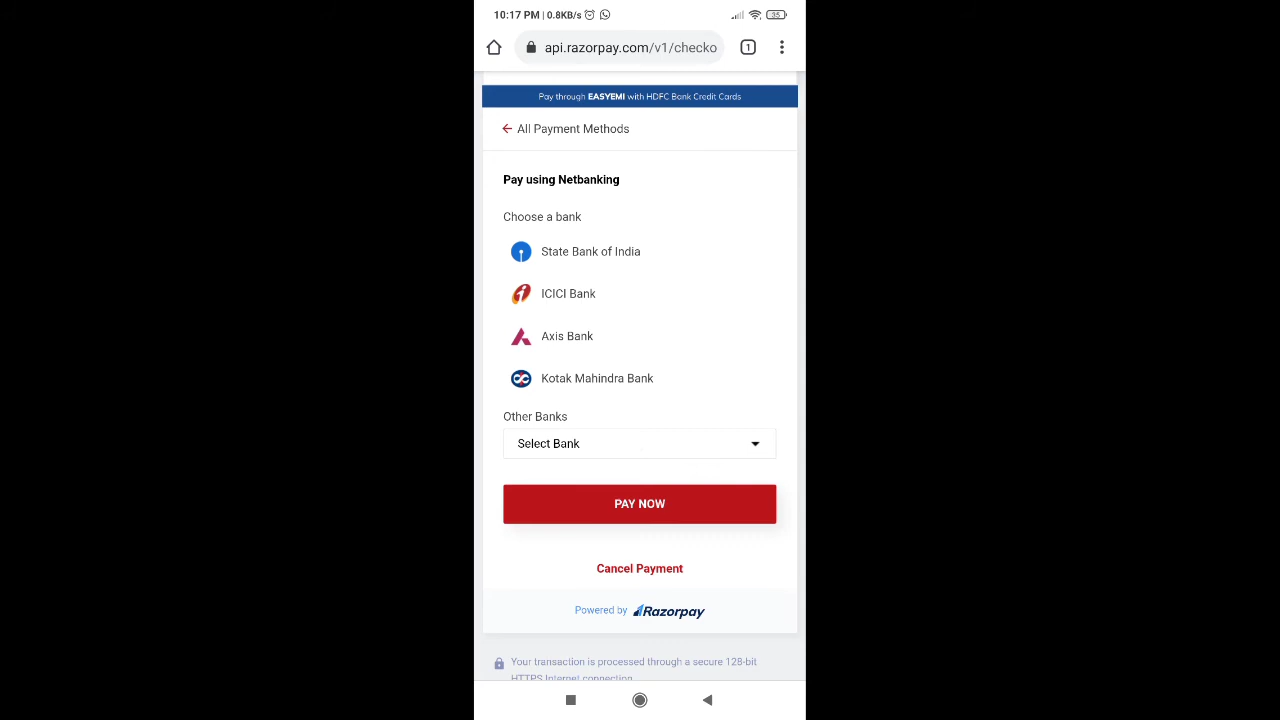 10:17 PM | 0.8KB/s
35
api.razorpay.com/v1/checko
1
Pay through EASYEMI with HDFC Bank Credit Cards
All Payment Methods
Pay using Netbanking
Choose a bank
State Bank of India
ICICI Bank
Axis Bank
Kotak Mahindra Bank
Other Banks
Select Bank
PAY NOW
Cancel Payment
Powered by Razorpay
Your transaction is processed through a secure 128-bit
HTTPS Internet connection